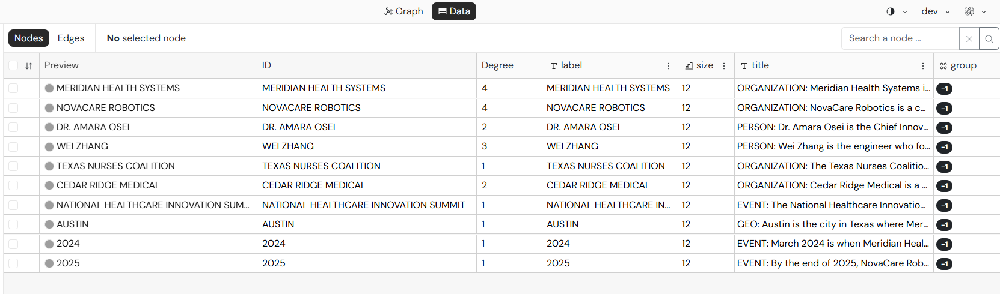 Graph Data dev
Nodes Edges No selected node Search a node ...
Preview ID Degree label size title group
MERIDIAN HEALTH SYSTEMS MERIDIAN HEALTH SYSTEMS 4 MERIDIAN HEALTH SYSTEMS 12 ORGANIZATION: Meridian Health Systems i... -1
NOVACARE ROBOTICS NOVACARE ROBOTICS 4 NOVACARE ROBOTICS 12 ORGANIZATION: NovaCare Robotics is a c... -1
DR. AMARA OSEI DR. AMARA OSEI 2 DR. AMARA OSEI 12 PERSON: Dr. Amara Osei is the Chief Innov... -1
WEI ZHANG WEI ZHANG 3 WEI ZHANG 12 PERSON: Wei Zhang is the engineer who fo... -1
TEXAS NURSES COALITION TEXAS NURSES COALITION 1 TEXAS NURSES COALITION 12 ORGANIZATION: The Texas Nurses Coalitio... -1
CEDAR RIDGE MEDICAL CEDAR RIDGE MEDICAL 2 CEDAR RIDGE MEDICAL 12 ORGANIZATION: Cedar Ridge Medical is a ... -1
NATIONAL HEALTHCARE INNOVATION SUM... NATIONAL HEALTHCARE INNOVATION SUMMIT 1 NATIONAL HEALTHCARE IN... 12 EVENT: The National Healthcare Innovatio... -1
AUSTIN AUSTIN 1 AUSTIN 12 GEO: Austin is the city in Texas where Mer... -1
2024 2024 1 2024 12 EVENT: March 2024 is when Meridian Heal... -1
2025 2025 1 2025 12 EVENT: By the end of 2025, NovaCare Rob... -1